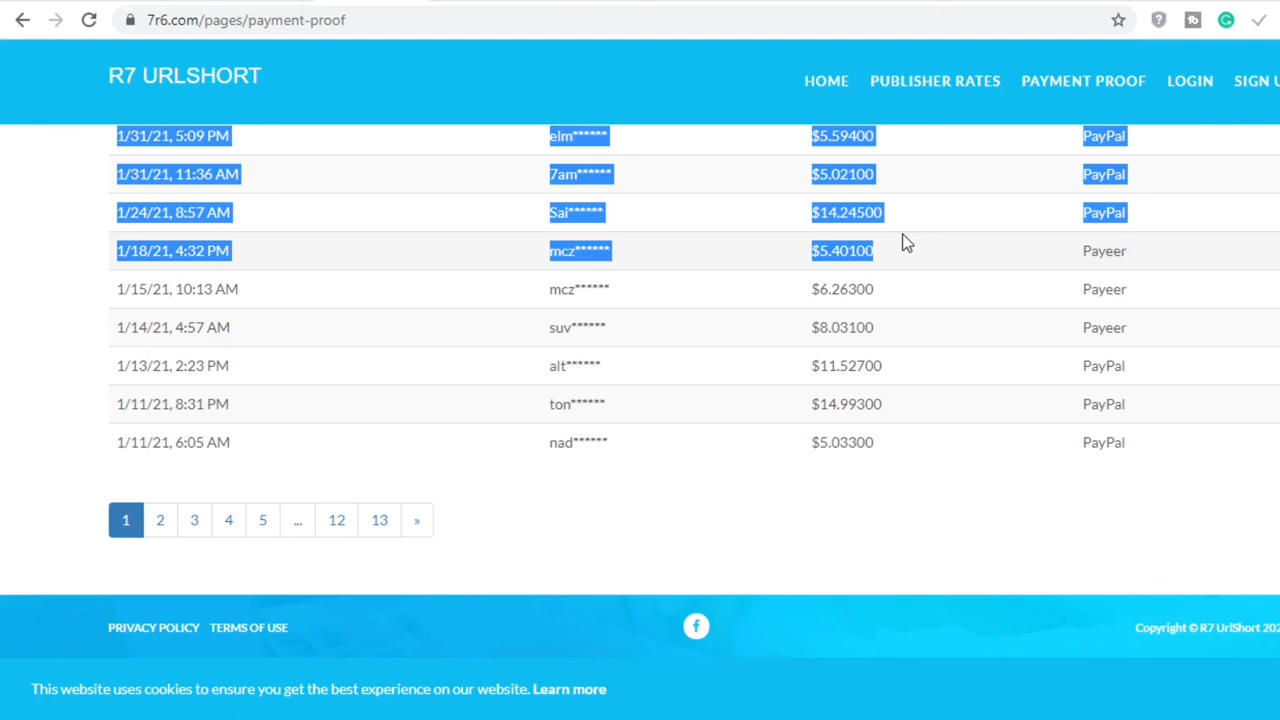 7r6.com/pages/payment-proof
R7 URLSHORT
HOME PUBLISHER RATES PAYMENT PROOF LOGIN SIGN U
1/31/21, 5:09 PM elm****** $5.59400 PayPal
1/31/21, 11:36 AM 7am****** $5.02100 PayPal
1/24/21, 8:57 AM Sai****** $14.24500 PayPal
1/18/21, 4:32 PM mcz****** $5.40100 Payeer
1/15/21, 10:13 AM mcz****** $6.26300 Payeer
1/14/21, 4:57 AM suv****** $8.03100 Payeer
1/13/21, 2:23 PM alt****** $11.52700 PayPal
1/11/21, 8:31 PM ton****** $14.99300 PayPal
1/11/21, 6:05 AM nad****** $5.03300 PayPal
1 2 3 4 5 ... 12 13 »
PRIVACY POLICY TERMS OF USE Copyright © R7 UrlShort 202
This website uses cookies to ensure you get the best experience on our website. Learn more